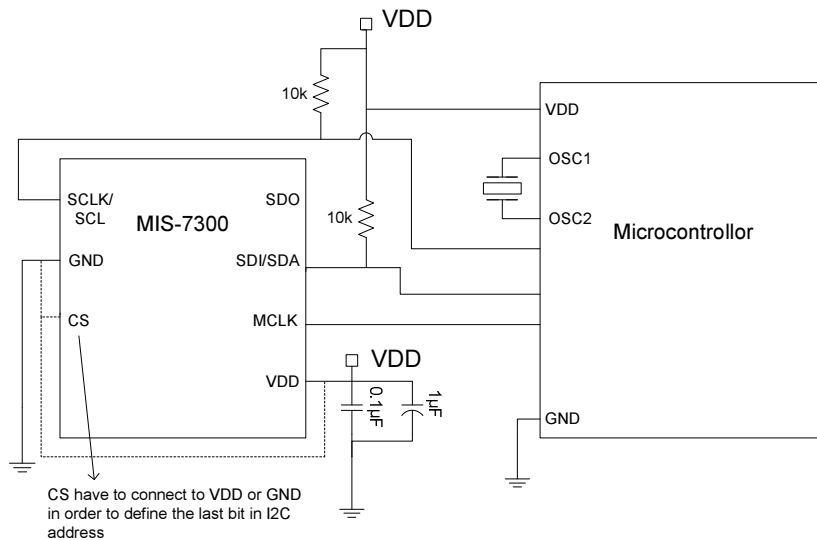 VDD
10k
VDD
OSC1
SCLK/
SCL
SDO
MIS-7300
10k
OSC2
Microcontrollor
GND
SDI/SDA
CS
MCLK
VDD
VDD
0.1µF
1µF
GND
CS have to connect to VDD or GND
in order to define the last bit in I2C
address